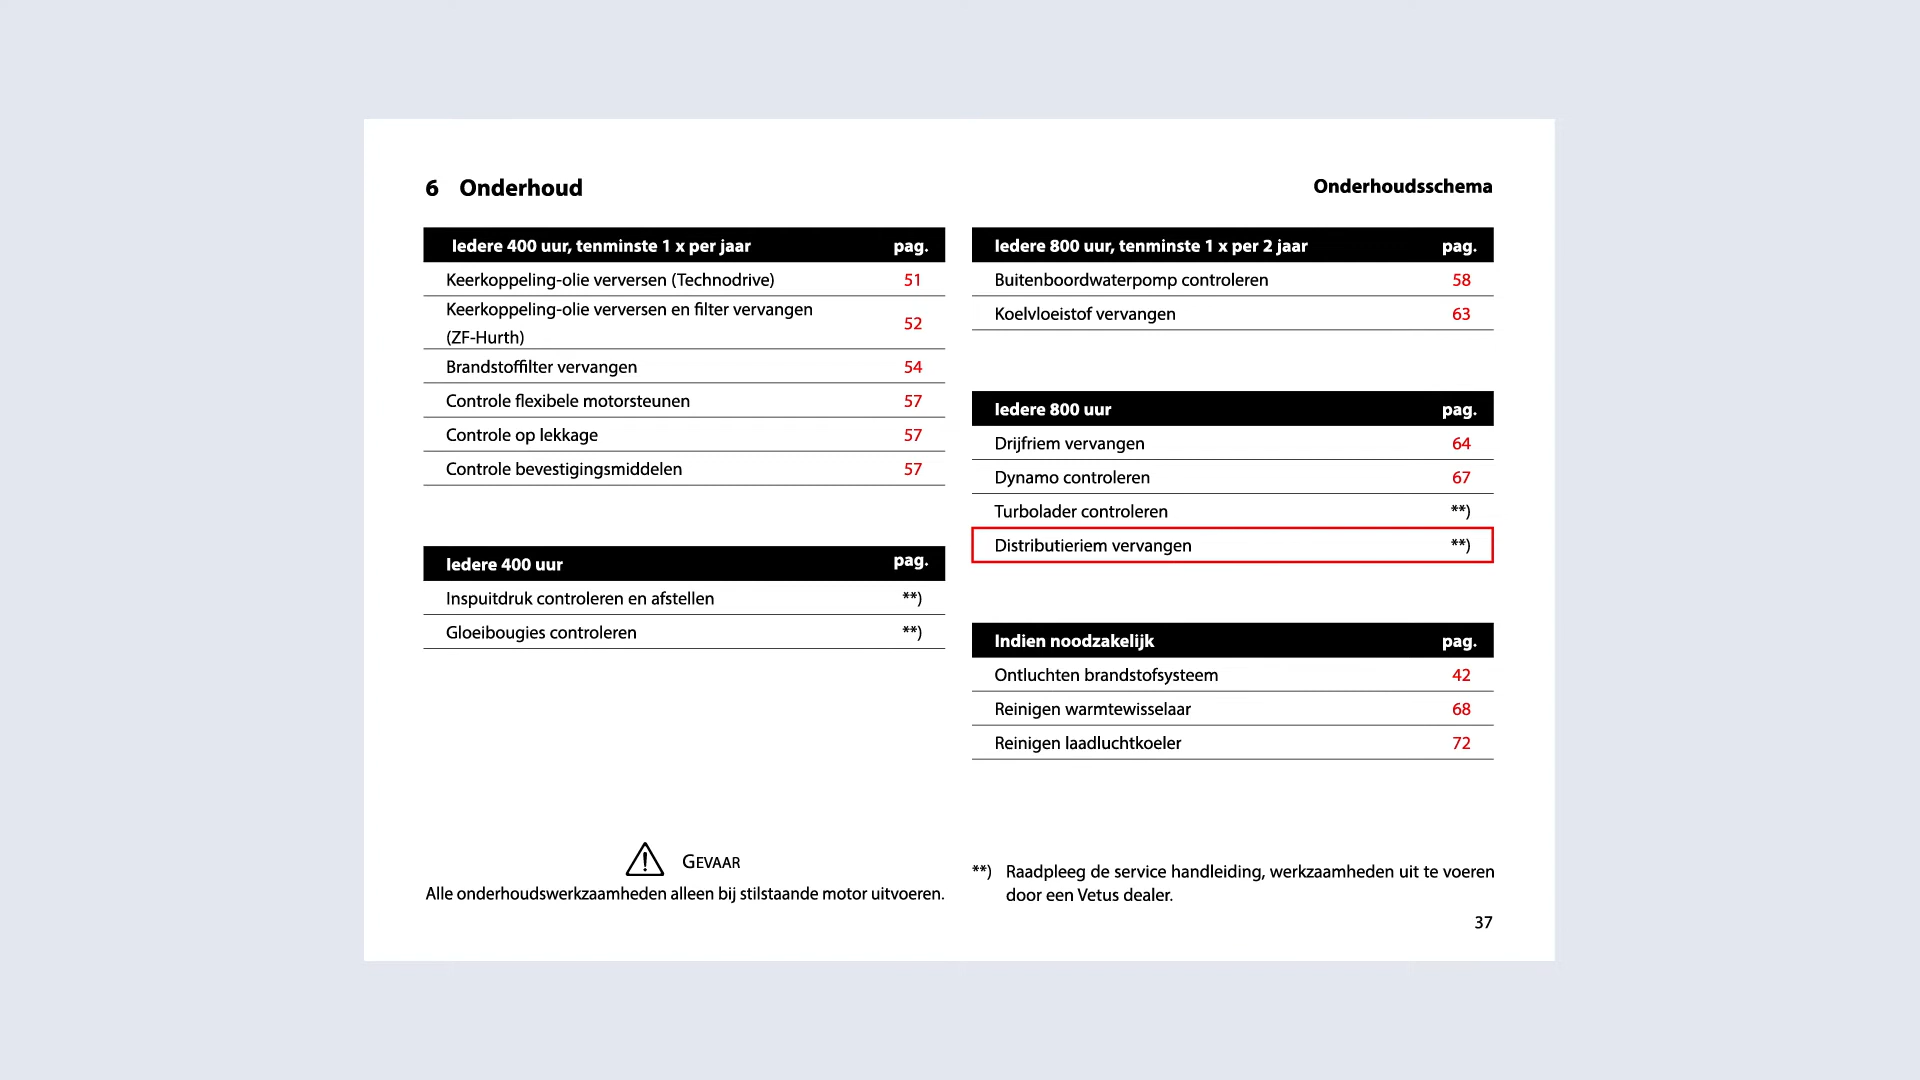 6 Onderhoud
Onderhoudsschema
Iedere 400 uur, tenminste 1 x per jaar pag.
Keerkoppeling-olie verversen (Technodrive) 51
Keerkoppeling-olie verversen en filter vervangen
(ZF-Hurth) 52
Brandstoffilter vervangen 54
Controle flexibele motorsteunen 57
Controle op lekkage 57
Controle bevestigingsmiddelen 57
Iedere 400 uur pag.
Inspuitdruk controleren en afstellen **)
Gloeibougies controleren **)
GEVAAR
Alle onderhoudswerkzaamheden alleen bij stilstaande motor uitvoeren.
Iedere 800 uur, tenminste 1 x per 2 jaar pag.
Buitenboordwaterpomp controleren 58
Koelvloeistof vervangen 63
Iedere 800 uur pag.
Drijfriem vervangen 64
Dynamo controleren 67
Turbolader controleren **)
Distributieriem vervangen **)
Indien noodzakelijk pag.
Ontluchten brandstofsysteem 42
Reinigen warmtewisselaar 68
Reinigen laadluchtkoeler 72
**) Raadpleeg de service handleiding, werkzaamheden uit te voeren
door een Vetus dealer.
37